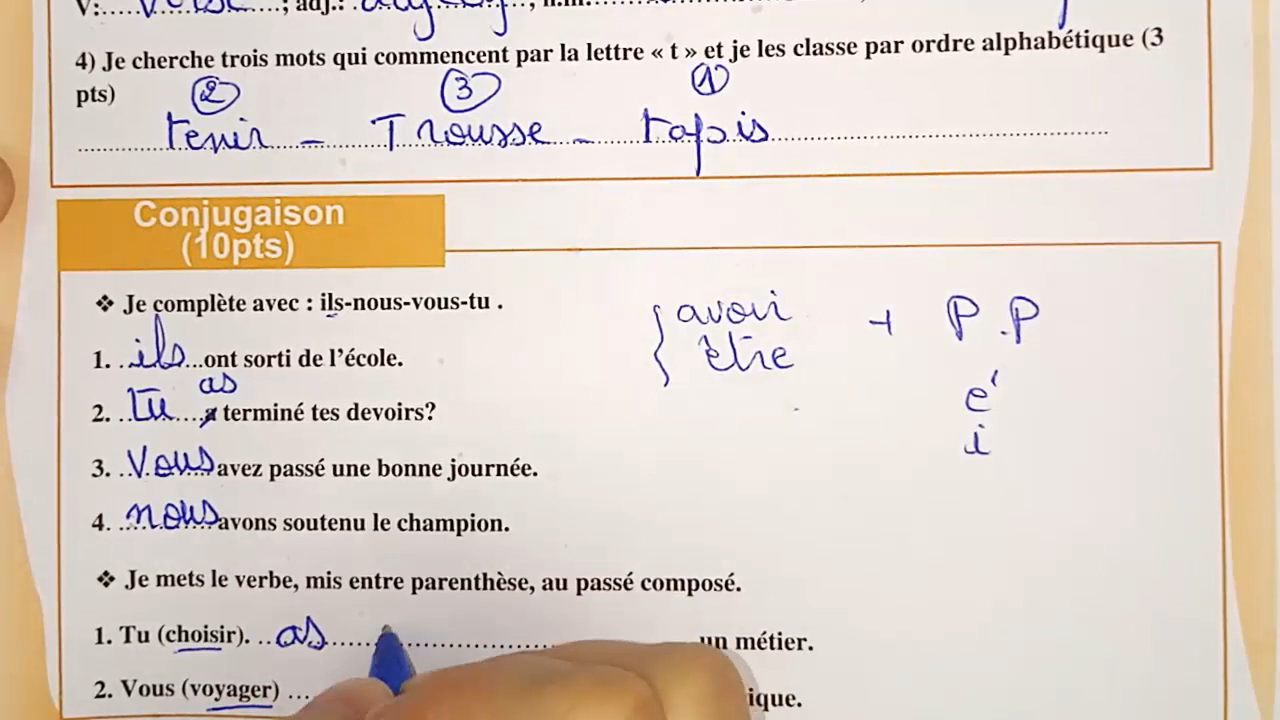 V: ; adj.:
4) Je cherche trois mots qui commencent par la lettre « t » et je les classe par ordre alphabétique (3
pts) 2 3 1
tenir – Trousse – tapis
Conjugaison
(10pts)
❖ Je complète avec : ils-nous-vous-tu .
avoir
être
+ P.P
é
i
1. ils ont sorti de l'école.
as
2. tu terminé tes devoirs?
3. Vous avez passé une bonne journée.
4. nous avons soutenu le champion.
❖ Je mets le verbe, mis entre parenthèse, au passé composé.
1. Tu (choisir). as un métier.
2. Vous (voyager) ... ique.